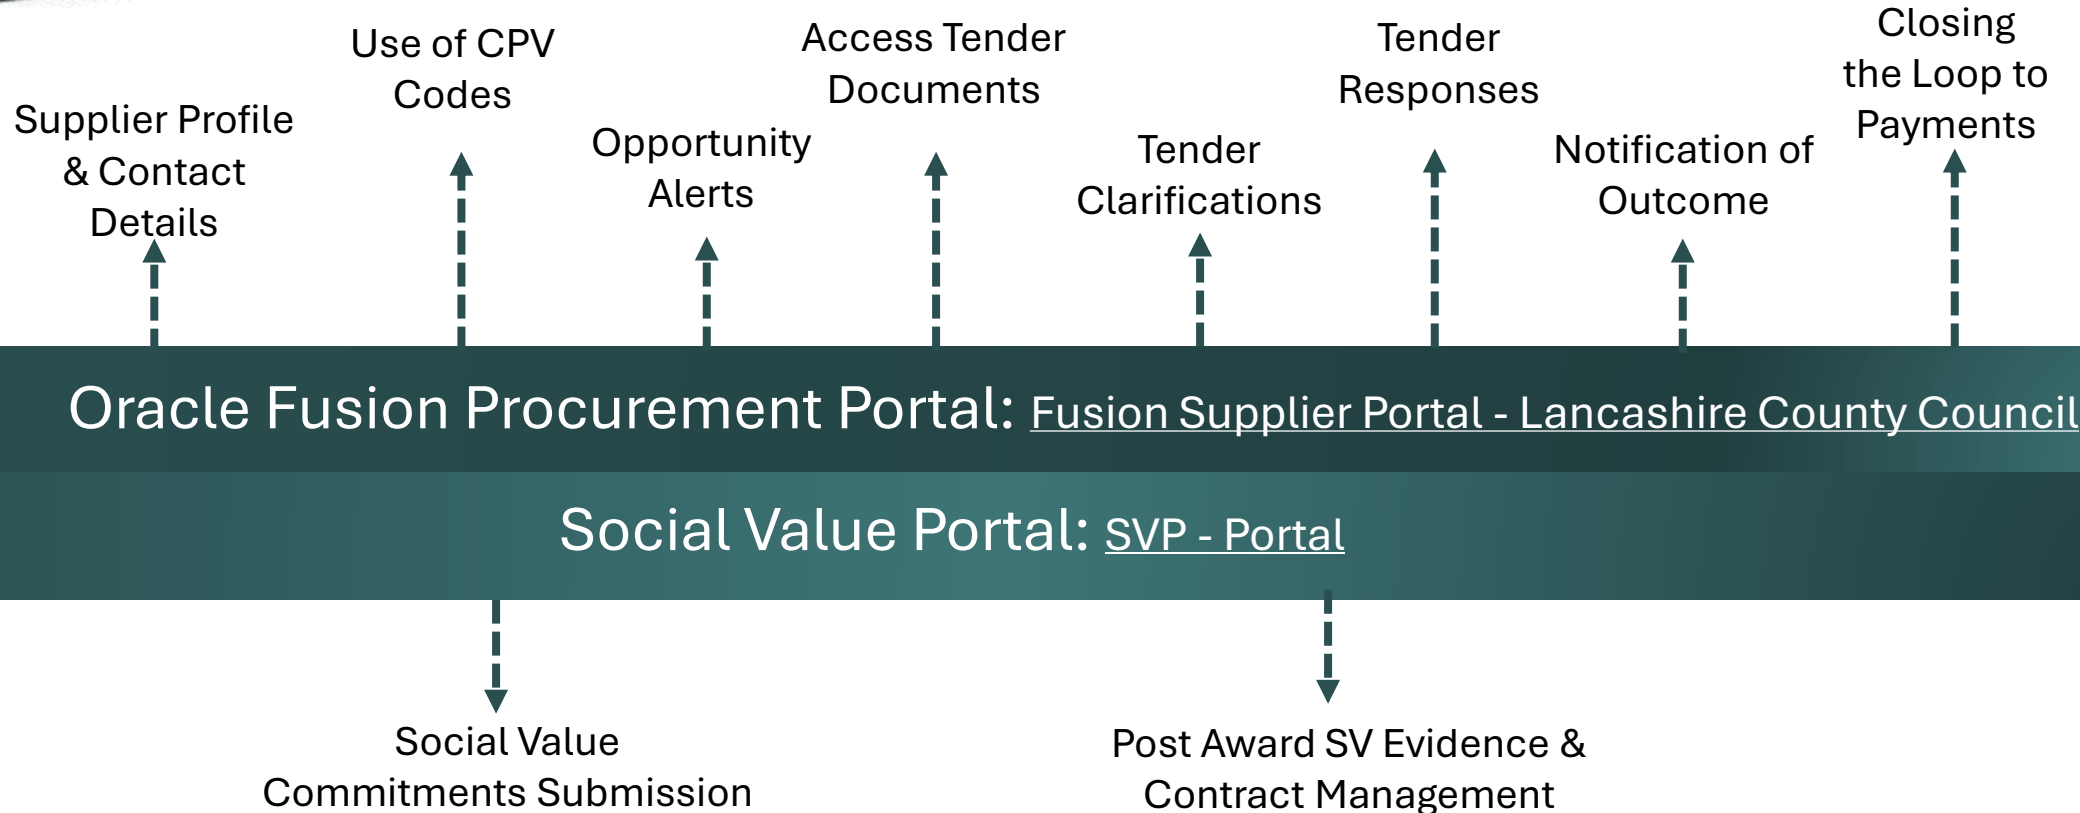 Supplier Profile
& Contact
Details
Use of CPV
Codes
Opportunity
Alerts
Access Tender
Documents
Tender
Clarifications
Tender
Responses
Notification of
Outcome
Closing
the Loop to
Payments
Oracle Fusion Procurement Portal: Fusion Supplier Portal - Lancashire County Council
Social Value Portal: SVP - Portal
Social Value
Commitments Submission
Post Award SV Evidence &
Contract Management